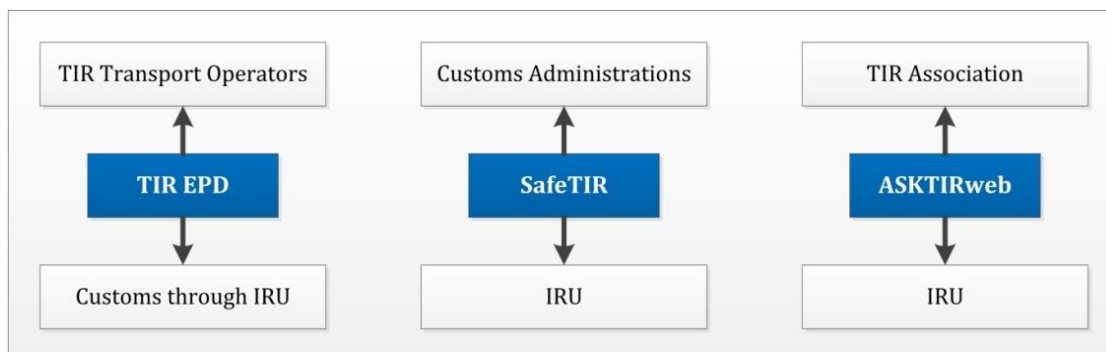 TIR Transport Operators
Customs Administrations
TIR Association
TIR EPD
SafeTIR
ASKTIRweb
Customs through IRU
IRU
IRU